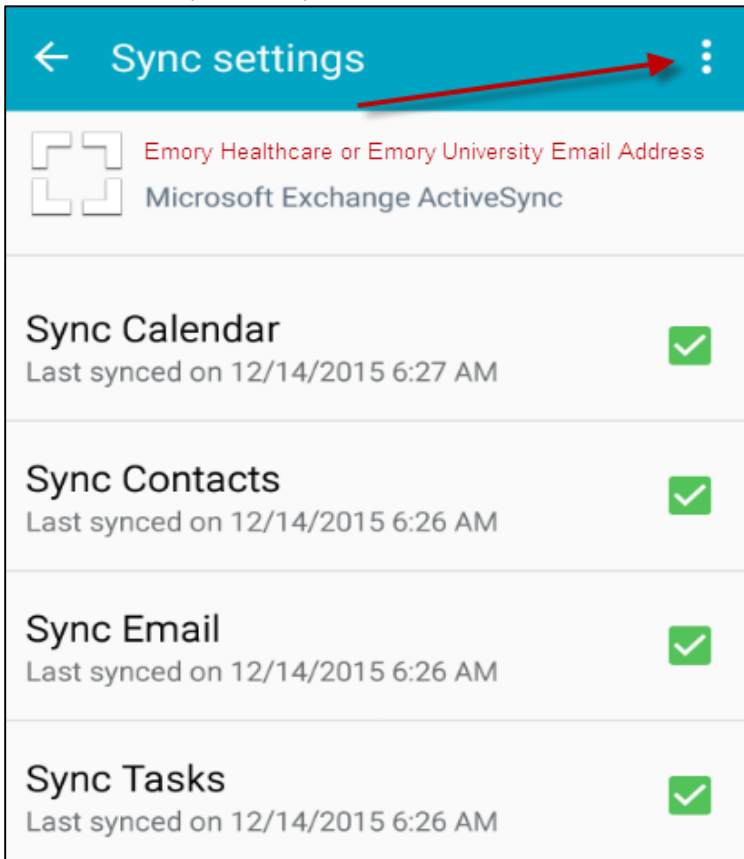 Sync settings
Emory Healthcare or Emory University Email Address
Microsoft Exchange ActiveSync
Sync Calendar
Last synced on 12/14/2015 6:27 AM
Sync Contacts
Last synced on 12/14/2015 6:26 AM
Sync Email
Last synced on 12/14/2015 6:26 AM
Sync Tasks
Last synced on 12/14/2015 6:26 AM